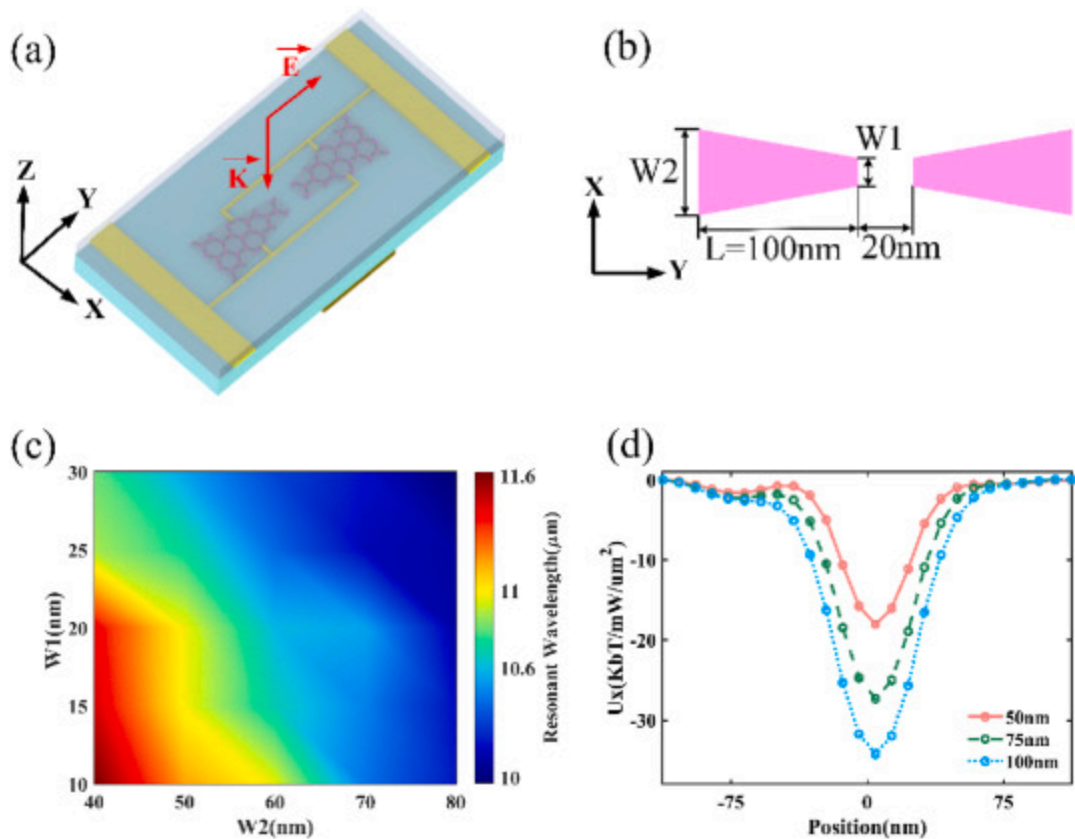 (a)
E
K
Z
Y
X
(b)
W1
W2
X
L=100nm
20nm
Y
(c)
30
25
20
15
10
W1(nm)
40
50
60
70
80
W2(nm)
11.6
11
10.6
10
Resonant Wavelength(μm)
(d)
0
-10
-20
-30
Ux(KbT/mW/um²)
50nm
75nm
100nm
-75
0
75
Position(nm)